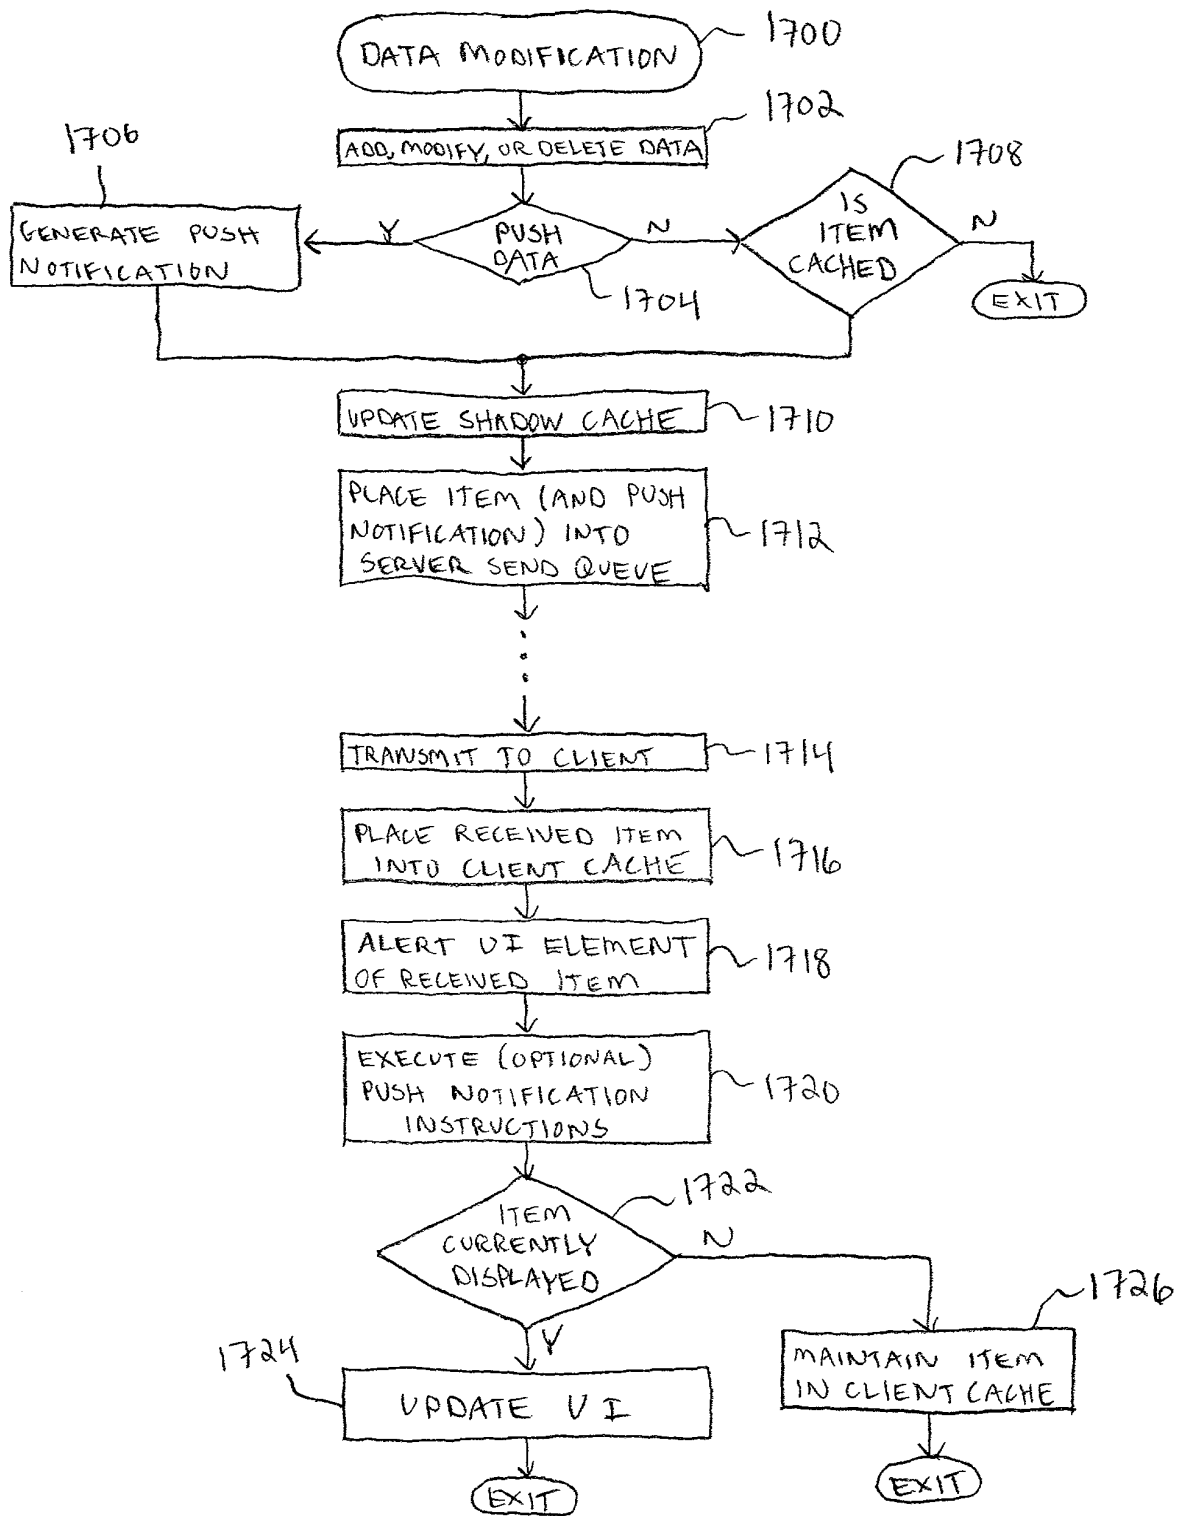 DATA MODIFICATION
1700
1702
ADD, MODIFY, OR DELETE DATA
1706
GENERATE PUSH
NOTIFICATION
Y
PUSH
DATA
1704
N
IS
ITEM
CACHED
1708
N
EXIT
UPDATE SHADOW CACHE
1710
PLACE ITEM (AND PUSH
NOTIFICATION) INTO
SERVER SEND QUEUE
1712
TRANSMIT TO CLIENT
1714
PLACE RECEIVED ITEM
INTO CLIENT CACHE
1716
ALERT UI ELEMENT
OF RECEIVED ITEM
1718
EXECUTE (OPTIONAL)
PUSH NOTIFICATION
INSTRUCTIONS
1720
ITEM
CURRENTLY
DISPLAYED
1722
N
Y
1724
UPDATE UI
EXIT
1726
MAINTAIN ITEM
IN CLIENT CACHE
EXIT